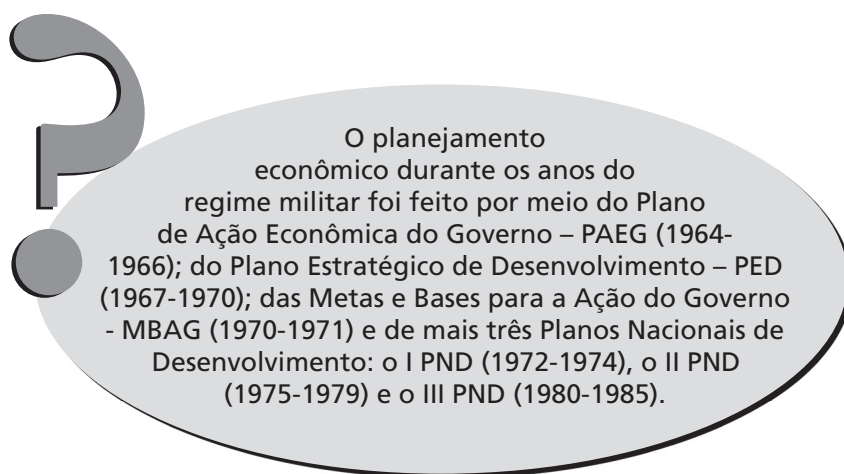 O planejamento
econômico durante os anos do
regime militar foi feito por meio do Plano
de Ação Econômica do Governo – PAEG (1964-
1966); do Plano Estratégico de Desenvolvimento – PED
(1967-1970); das Metas e Bases para a Ação do Governo
- MBAG (1970-1971) e de mais três Planos Nacionais de
Desenvolvimento: o I PND (1972-1974), o II PND
(1975-1979) e o III PND (1980-1985).